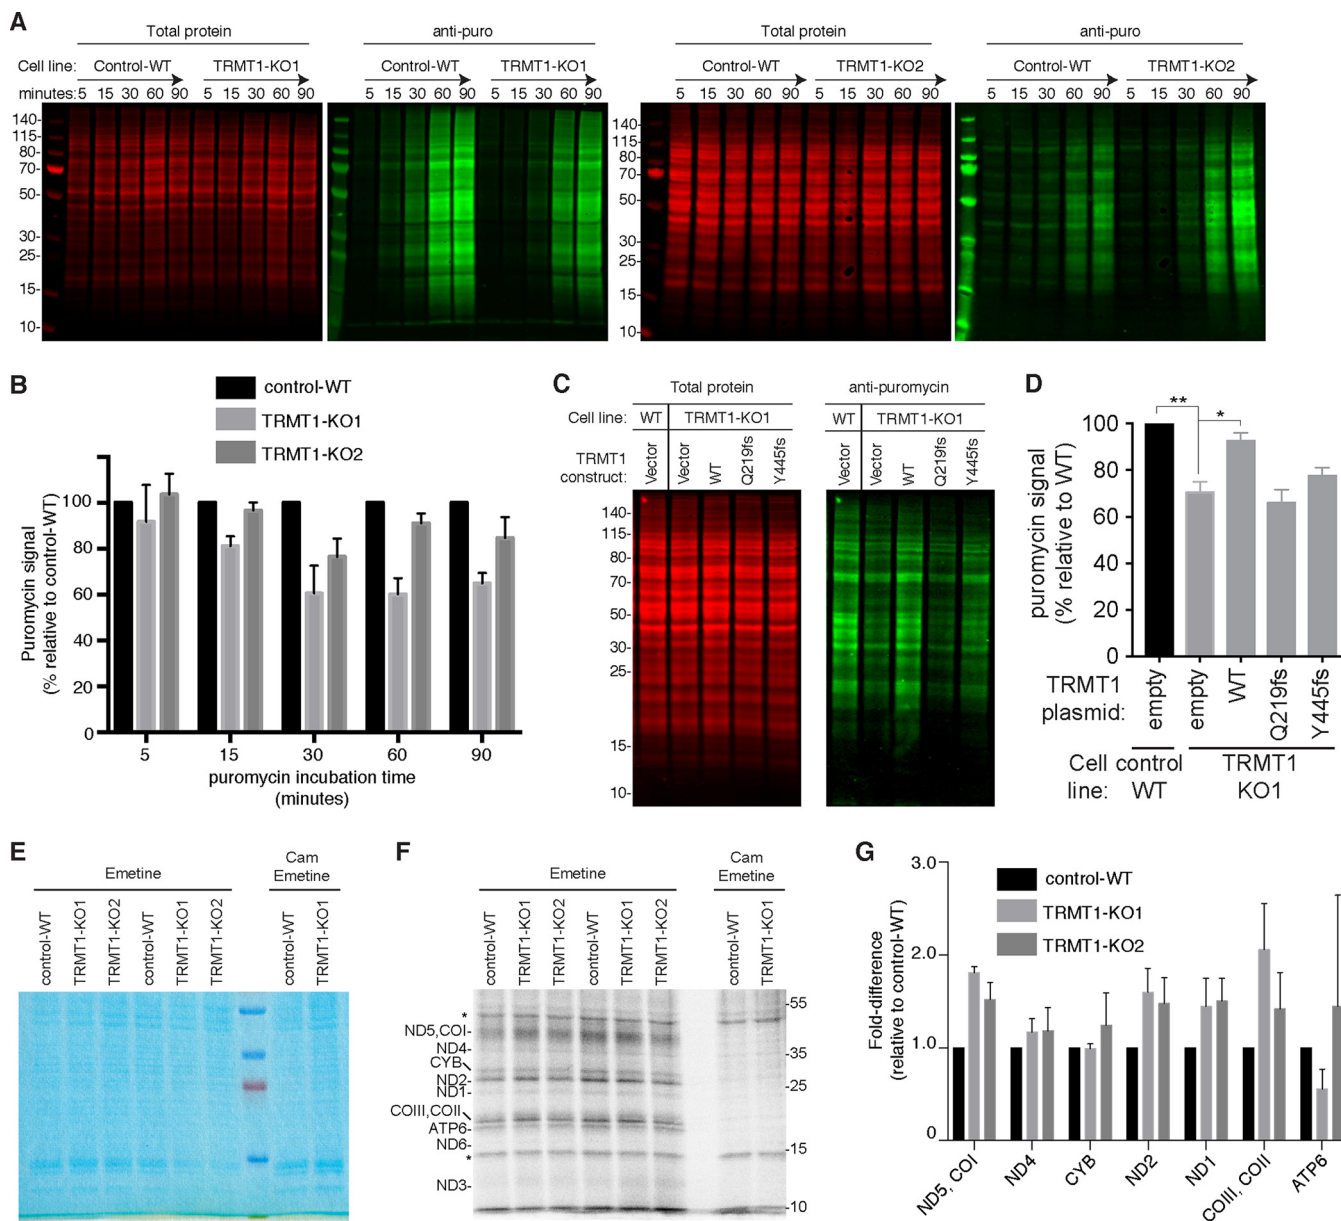 A
Total protein
anti-puro
Total protein
anti-puro
Cell line:
Control-WT
TRMT1-KO1
Control-WT
TRMT1-KO1
Control-WT
TRMT1-KO2
Control-WT
TRMT1-KO2
minutes:
5 15 30 60 90 5 15 30 60 90
5 15 30 60 90 5 15 30 60 90
5 15 30 60 90 5 15 30 60 90
5 15 30 60 90 5 15 30 60 90
140-
115-
80-
70-
50-
30-
25-
15-
10-
140-
115-
80-
70-
50-
30-
25-
15-
10-
B
control-WT
TRMT1-KO1
TRMT1-KO2
Puromycin signal
(% relative to control-WT)
100
80
60
40
20
0
5 15 30 60 90
puromycin incubation time
(minutes)
C
Total protein
anti-puromycin
Cell line:
WT
TRMT1-KO1
WT
TRMT1-KO1
TRMT1
construct:
Vector
Vector
WT
Q219fs
Y445fs
Vector
Vector
WT
Q219fs
Y445fs
140-
115-
80-
70-
50-
30-
25-
15-
10-
D
** *
puromycin signal
(% relative to WT)
100
80
60
40
20
0
TRMT1
plasmid:
empty
empty
WT
Q219fs
Y445fs
Cell
line:
control
WT
TRMT1
KO1
E
Emetine
Cam
Emetine
control-WT
TRMT1-KO1
TRMT1-KO2
control-WT
TRMT1-KO1
TRMT1-KO2
control-WT
TRMT1-KO1
F
Emetine
Cam
Emetine
control-WT
TRMT1-KO1
TRMT1-KO2
control-WT
TRMT1-KO1
TRMT1-KO2
control-WT
TRMT1-KO1
*
ND5,COI-
ND4-
CYB
ND2-
ND1-
COIII,COII
ATP6-
ND6-
*
ND3-
-55
-35
-25
-15
-10
G
control-WT
TRMT1-KO1
TRMT1-KO2
Fold-difference
(relative to control-WT)
3.0
2.0
1.0
0
ND5, COI
ND4
CYB
ND2
ND1
COIII, COII
ATP6